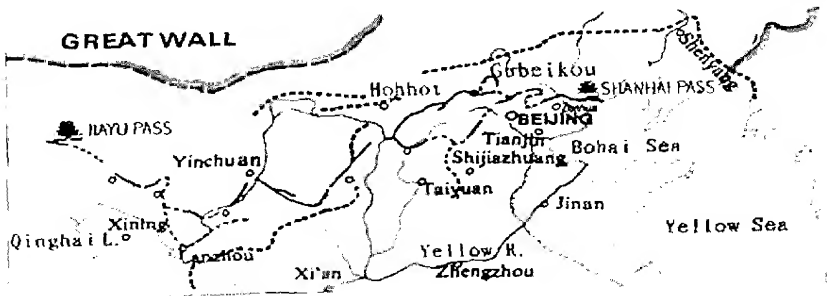 GREAT WALL
Shenyang
Gubeikou
Hohhot
SHANHAI PASS
BEIJING
JIAYU PASS
Tianjin
Bohai Sea
Yinchuan
Shijiazhuang
Taiyuan
Jinan
Xining
Yellow Sea
Qinghai L.
Lanzhou
Yellow R.
Xi'an
Zhengzhou